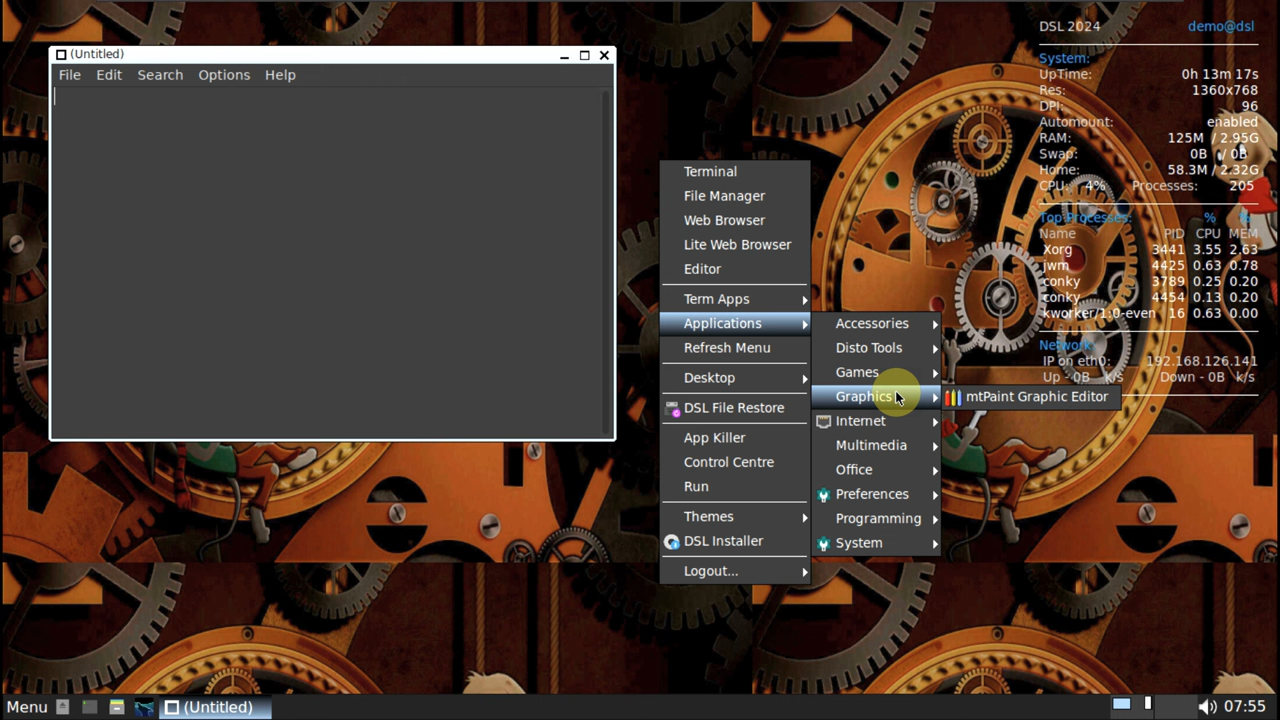 (Untitled)
File Edit Search Options Help
Terminal
File Manager
Web Browser
Lite Web Browser
Editor
Term Apps
Applications
Refresh Menu
Desktop
DSL File Restore
App Killer
Control Centre
Run
Themes
DSL Installer
Logout...
Accessories
Disto Tools
Games
Graphics
Internet
Multimedia
Office
Preferences
Programming
System
mtPaint Graphic Editor
DSL 2024 demo@dsl
System:
UpTime: 0h 13m 17s
Res: 1360x768
DPI: 96
Automount: enabled
RAM: 125M / 2.95G
Swap: 0B / 0B
Home: 58.3M / 2.32G
CPU: 4% Processes: 205
Top Processes: % %
Name PID CPU MEM
Xorg 3441 3.55 2.63
jwm 4425 0.63 0.78
conky 3789 0.25 0.20
conky 4454 0.13 0.20
kworker/1:0-even 16 0.63 0.00
Network:
IP on eth0: 192.168.126.141
Up - 0B k/s Down - 0B k/s
Menu (Untitled) 07:55